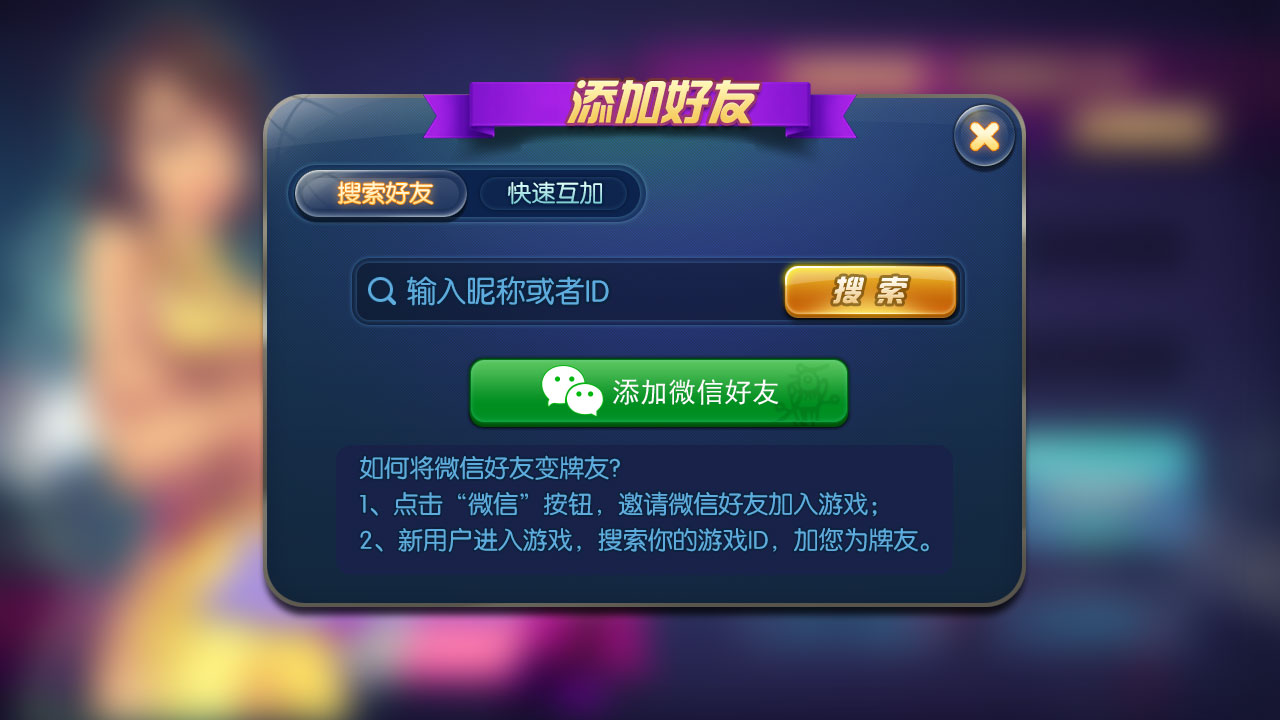 添加好友
搜索好友
快速互加
输入昵称或者ID
搜索
添加微信好友
如何将微信好友变牌友?
1、点击“微信”按钮，邀请微信好友加入游戏；
2、新用户进入游戏，搜索你的游戏ID，加您为牌友。